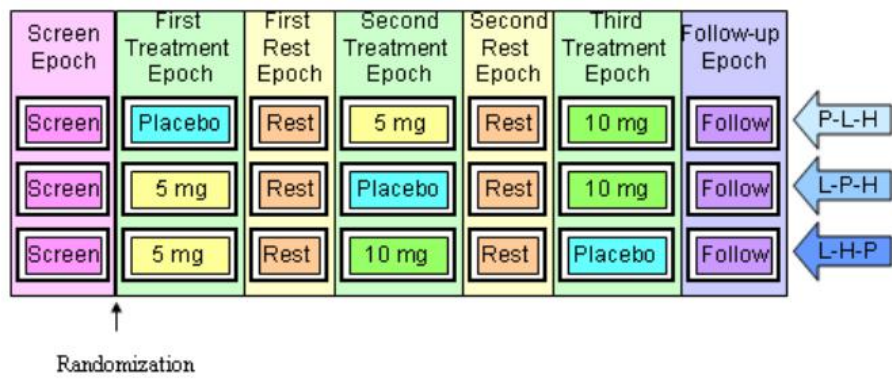 Screen Epoch
First Treatment Epoch
First Rest Epoch
Second Treatment Epoch
Second Rest Epoch
Third Treatment Epoch
Follow-up Epoch
Screen Placebo Rest 5 mg Rest 10 mg Follow P-L-H
Screen 5 mg Rest Placebo Rest 10 mg Follow L-P-H
Screen 5 mg Rest 10 mg Rest Placebo Follow L-H-P
Randomization